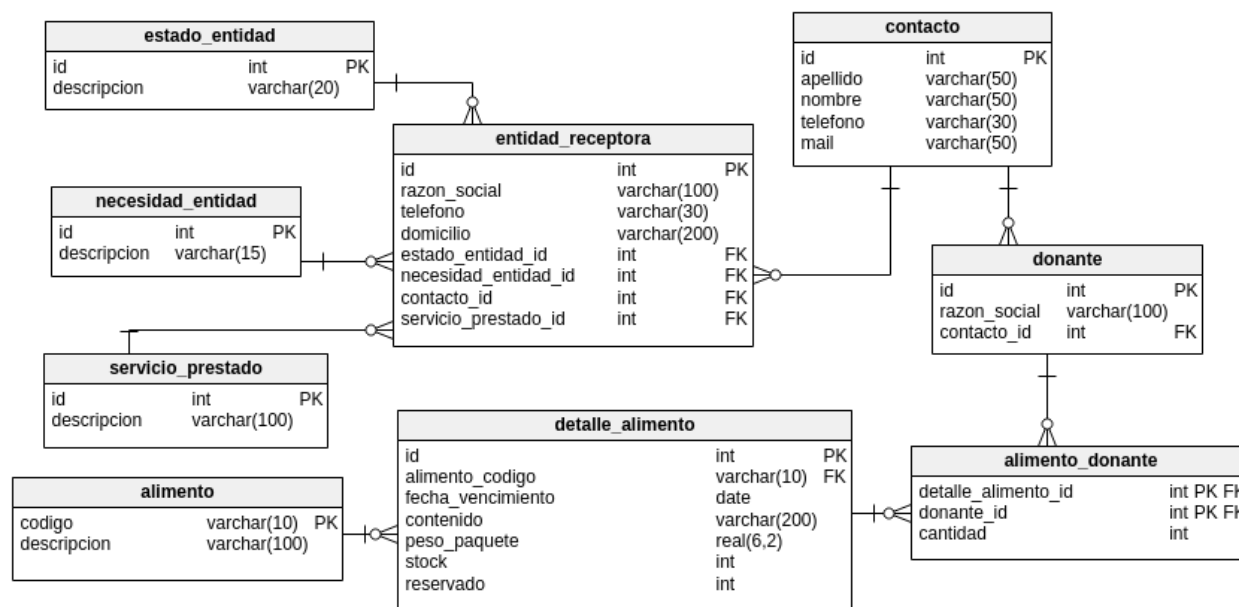 estado_entidad
id int PK
descripcion varchar(20)
contacto
id int PK
apellido varchar(50)
nombre varchar(50)
telefono varchar(30)
mail varchar(50)
entidad_receptora
id int PK
razon_social varchar(100)
telefono varchar(30)
domicilio varchar(200)
estado_entidad_id int FK
necesidad_entidad_id int FK
contacto_id int FK
servicio_prestado_id int FK
necesidad_entidad
id int PK
descripcion varchar(15)
donante
id int PK
razon_social varchar(100)
contacto_id int FK
servicio_prestado
id int PK
descripcion varchar(100)
detalle_alimento
id int PK
alimento_codigo varchar(10) FK
fecha_vencimiento date
contenido varchar(200)
peso_paquete real(6,2)
stock int
reservado int
alimento_donante
detalle_alimento_id int PK FK
donante_id int PK FK
cantidad int
alimento
codigo varchar(10) PK
descripcion varchar(100)